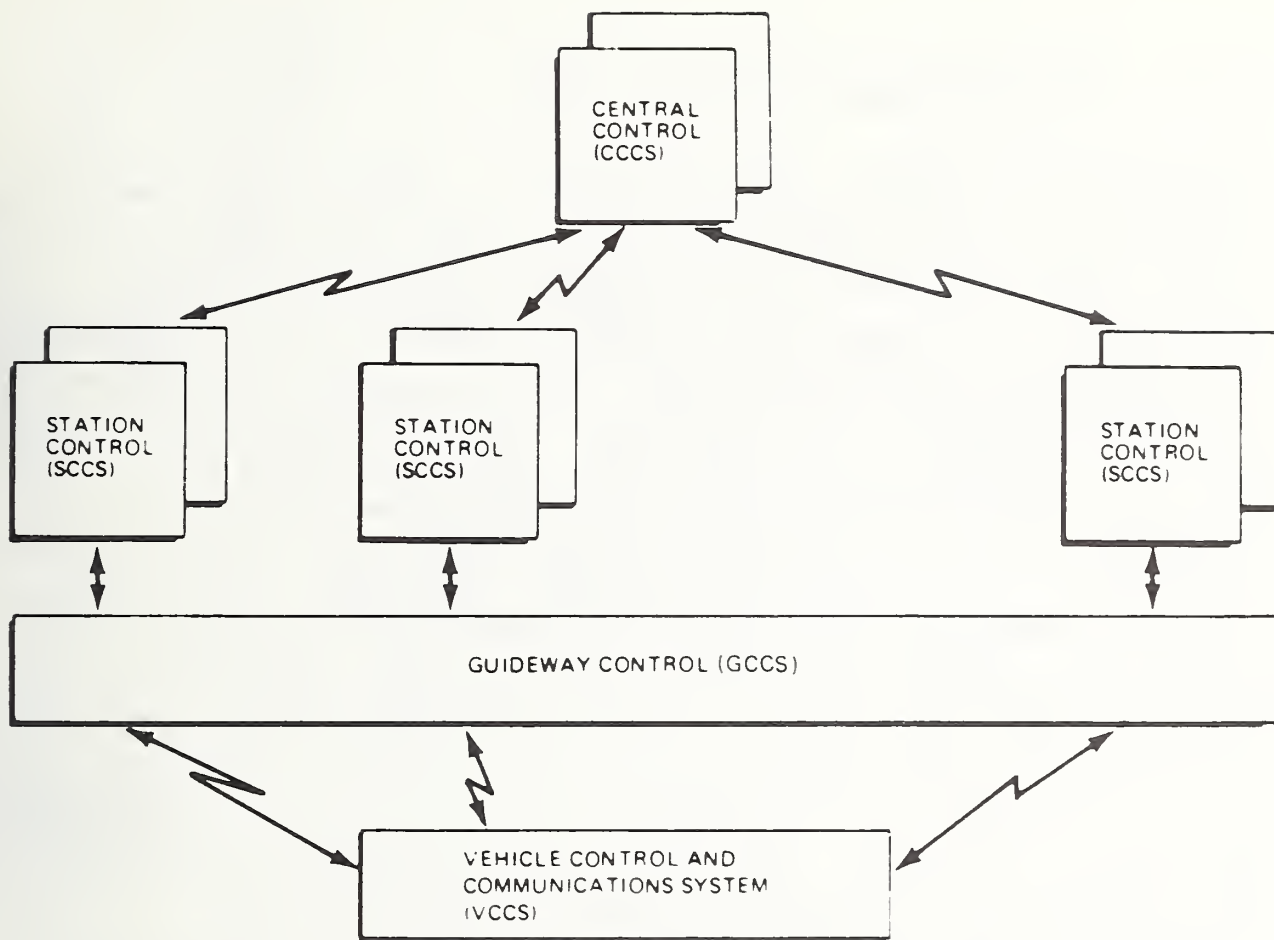 CENTRAL
CONTROL
(CCCS)
STATION
CONTROL
(SCCS)
STATION
CONTROL
(SCCS)
STATION
CONTROL
(SCCS)
GUIDEWAY CONTROL (GCCS)
VEHICLE CONTROL AND
COMMUNICATIONS SYSTEM
(VCCS)